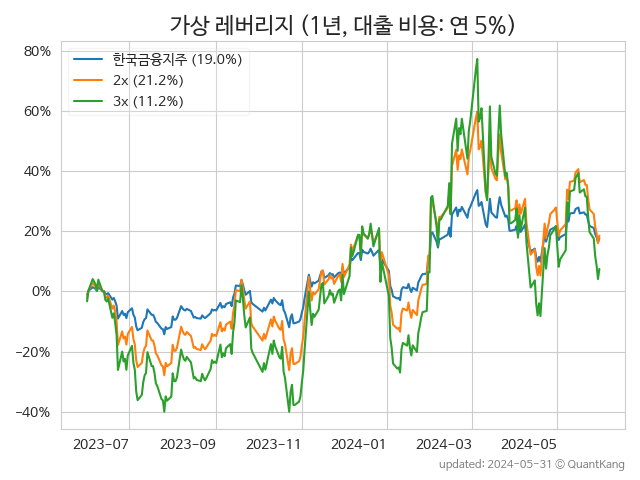 가상 레버리지 (1년, 대출 비용: 연 5%)
80%
60%
40%
20%
0%
−20%
−40%
한국금융지주 (19.0%)
2x (21.2%)
3x (11.2%)
2023-07
2023-09
2023-11
2024-01
2024-03
2024-05
updated: 2024-05-31 © QuantKang